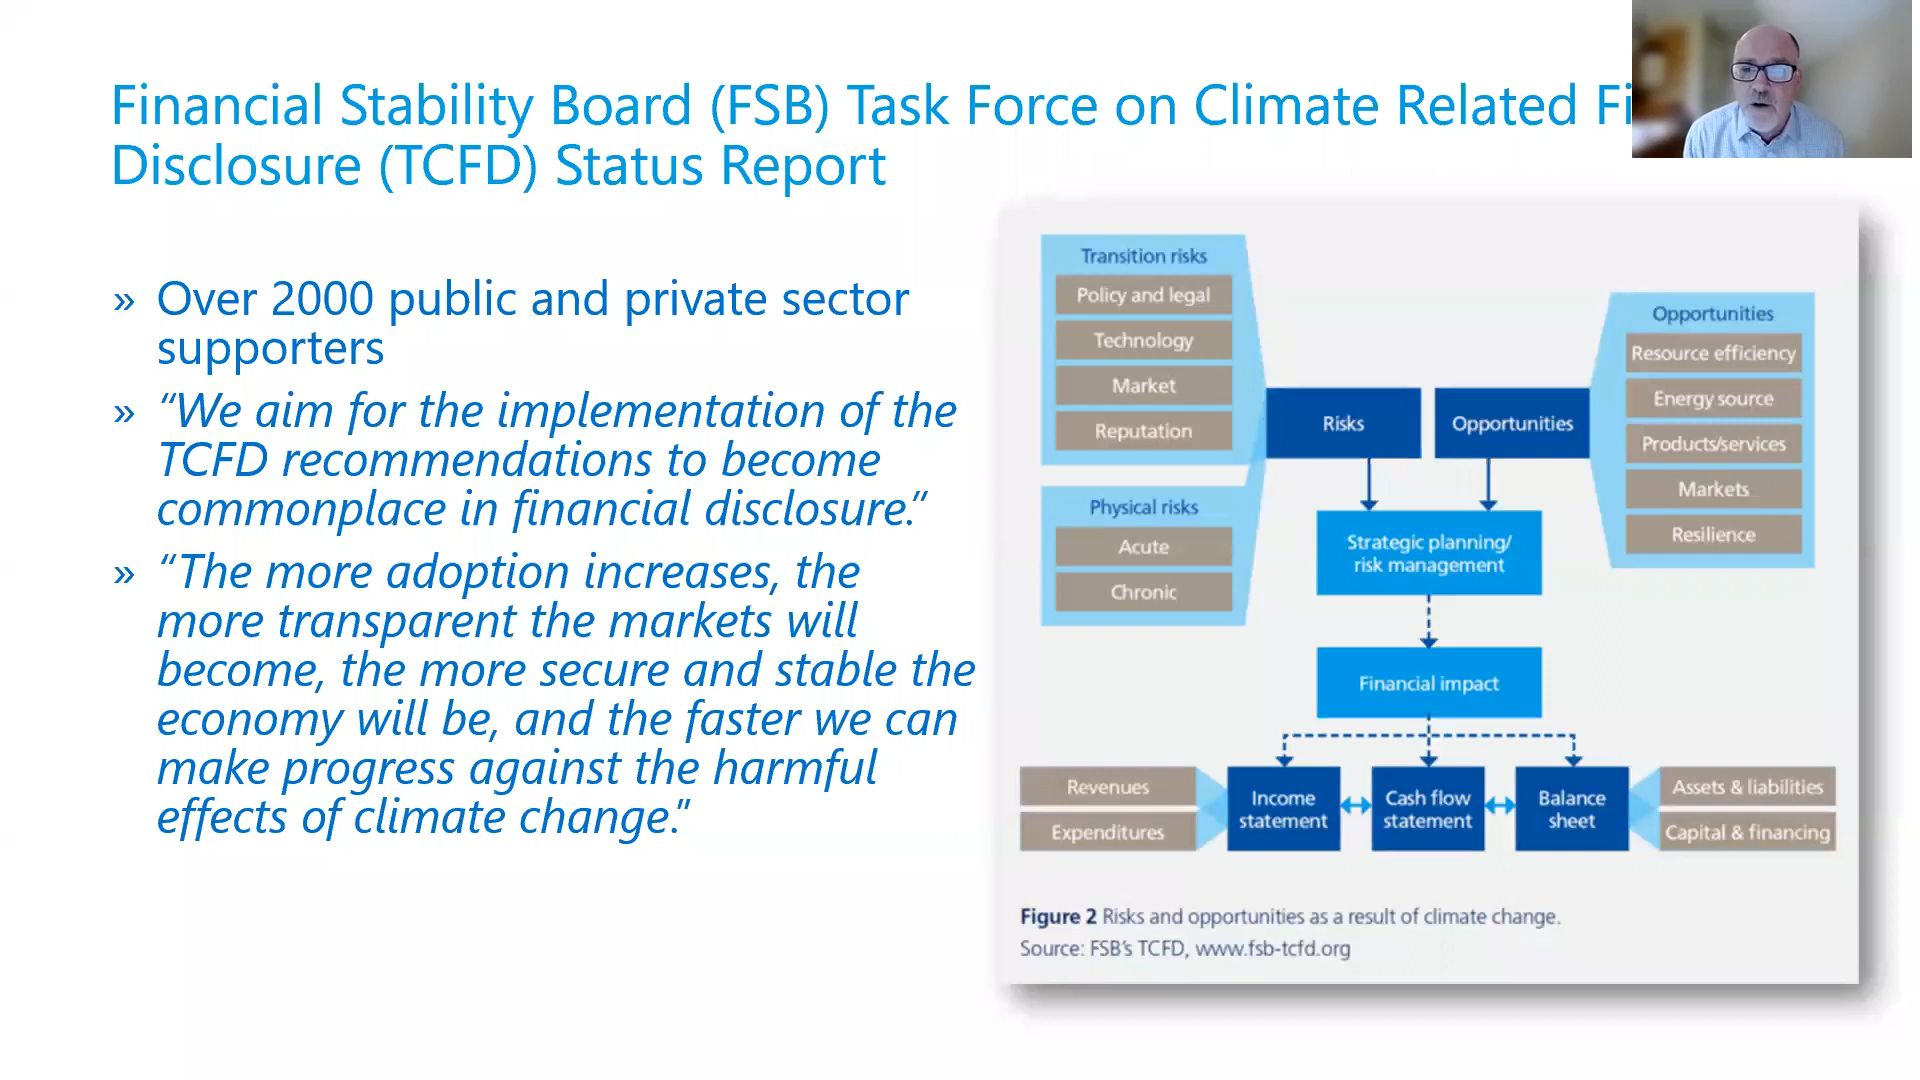 Financial Stability Board (FSB) Task Force on Climate Related Fi
Disclosure (TCFD) Status Report
» Over 2000 public and private sector
supporters
» “We aim for the implementation of the
TCFD recommendations to become
commonplace in financial disclosure.”
» “The more adoption increases, the
more transparent the markets will
become, the more secure and stable the
economy will be, and the faster we can
make progress against the harmful
effects of climate change.”
Transition risks
Policy and legal
Technology
Market
Reputation
Physical risks
Acute
Chronic
Risks
Opportunities
Opportunities
Resource efficiency
Energy source
Products/services
Markets
Resilience
Strategic planning/
risk management
Financial impact
Revenues
Expenditures
Income
statement
Cash flow
statement
Balance
sheet
Assets & liabilities
Capital & financing
Figure 2 Risks and opportunities as a result of climate change.
Source: FSB’s TCFD, www.fsb-tcfd.org